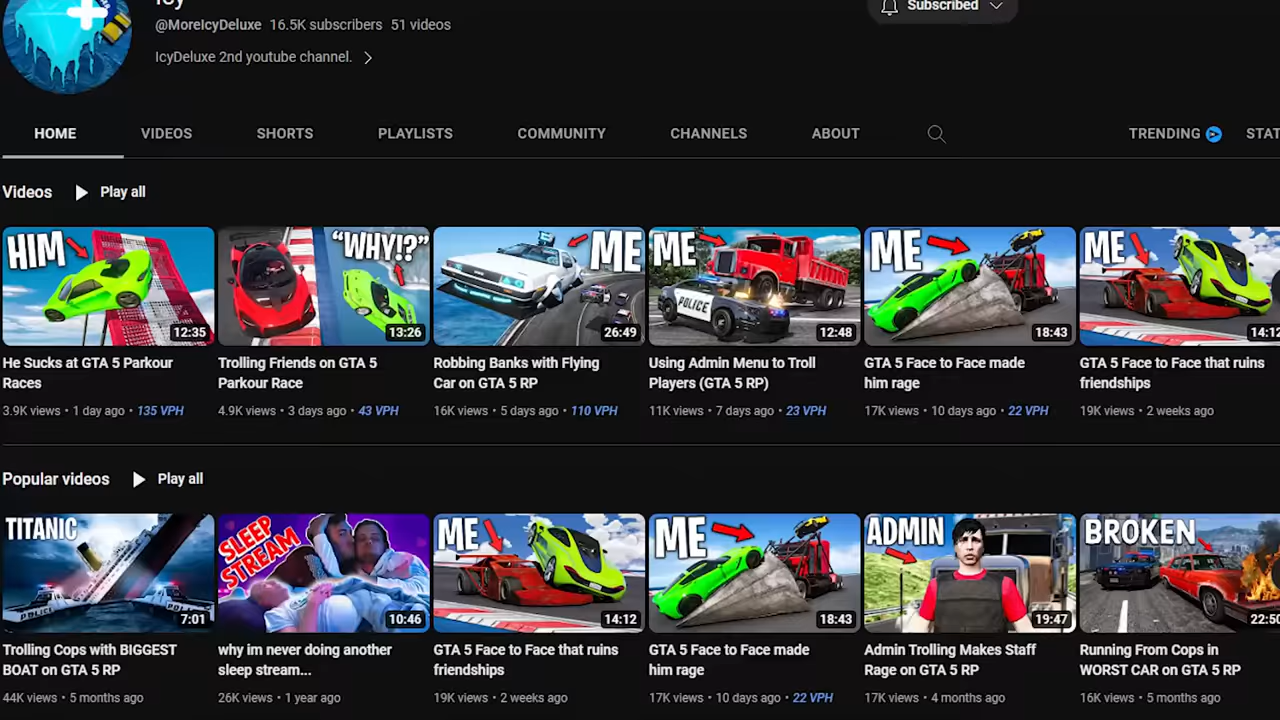 Icy
@MoreIcyDeluxe 16.5K subscribers 51 videos
Subscribed
IcyDeluxe 2nd youtube channel.
HOME VIDEOS SHORTS PLAYLISTS COMMUNITY CHANNELS ABOUT TRENDING STAT
Videos Play all
HIM
12:35
"WHY!?"
13:26
ME
26:49
ME
POLICE
12:48
ME
18:43
ME
14:12
He Sucks at GTA 5 Parkour
Races
3.9K views • 1 day ago • 135 VPH
Trolling Friends on GTA 5
Parkour Race
4.9K views • 3 days ago • 43 VPH
Robbing Banks with Flying
Car on GTA 5 RP
16K views • 5 days ago • 110 VPH
Using Admin Menu to Troll
Players (GTA 5 RP)
11K views • 7 days ago • 23 VPH
GTA 5 Face to Face made
him rage
17K views • 10 days ago • 22 VPH
GTA 5 Face to Face that ruins
friendships
19K views • 2 weeks ago
Popular videos Play all
TITANIC
POLICE
7:01
SLEEP
STREAM
10:46
ME
14:12
ME
18:43
ADMIN
19:47
BROKEN
22:50
Trolling Cops with BIGGEST
BOAT on GTA 5 RP
44K views • 5 months ago
why im never doing another
sleep stream...
26K views • 1 year ago
GTA 5 Face to Face that ruins
friendships
19K views • 2 weeks ago
GTA 5 Face to Face made
him rage
17K views • 10 days ago • 22 VPH
Admin Trolling Makes Staff
Rage on GTA 5 RP
17K views • 4 months ago
Running From Cops in
WORST CAR on GTA 5 RP
16K views • 5 months ago